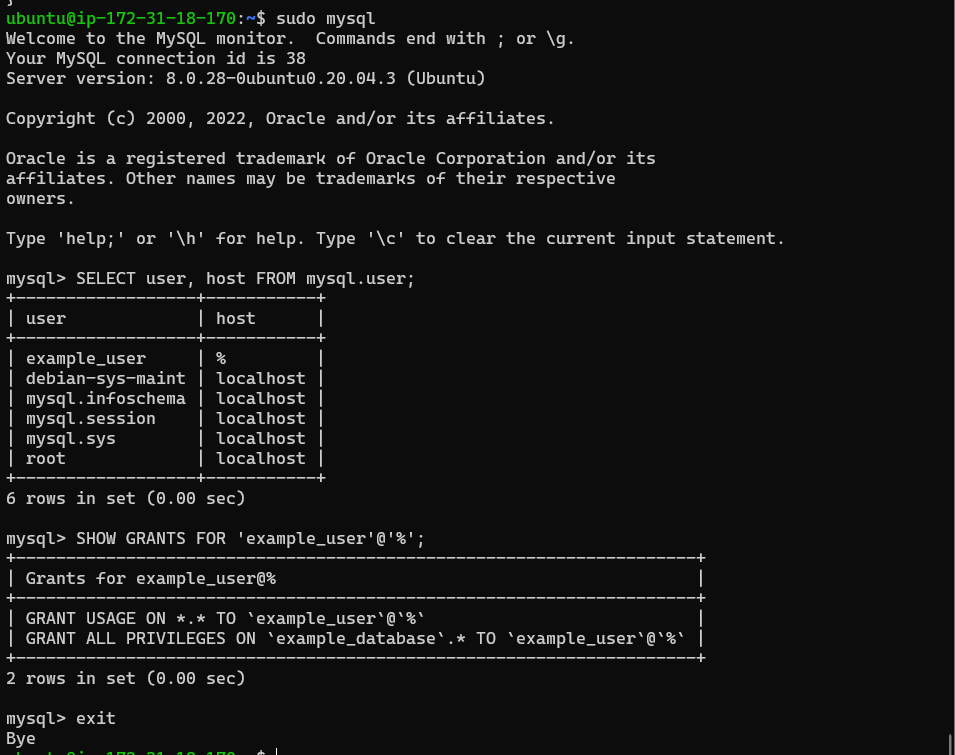 ubuntu@ip-172-31-18-170:~$ sudo mysql
Welcome to the MySQL monitor.  Commands end with ; or \g.
Your MySQL connection id is 38
Server version: 8.0.28-0ubuntu0.20.04.3 (Ubuntu)

Copyright (c) 2000, 2022, Oracle and/or its affiliates.

Oracle is a registered trademark of Oracle Corporation and/or its
affiliates. Other names may be trademarks of their respective
owners.

Type 'help;' or '\h' for help. Type '\c' to clear the current input statement.

mysql> SELECT user, host FROM mysql.user;
+------------------+-----------+
| user             | host      |
+------------------+-----------+
| example_user     | %         |
| debian-sys-maint | localhost |
| mysql.infoschema | localhost |
| mysql.session    | localhost |
| mysql.sys        | localhost |
| root             | localhost |
+------------------+-----------+
6 rows in set (0.00 sec)

mysql> SHOW GRANTS FOR 'example_user'@'%';
+--------------------------------------------------------------------+
| Grants for example_user@%                                          |
+--------------------------------------------------------------------+
| GRANT USAGE ON *.* TO `example_user`@`%`                           |
| GRANT ALL PRIVILEGES ON `example_database`.* TO `example_user`@`%` |
+--------------------------------------------------------------------+
2 rows in set (0.00 sec)

mysql> exit
Bye
ubuntu@ip-172-31-18-170:~$